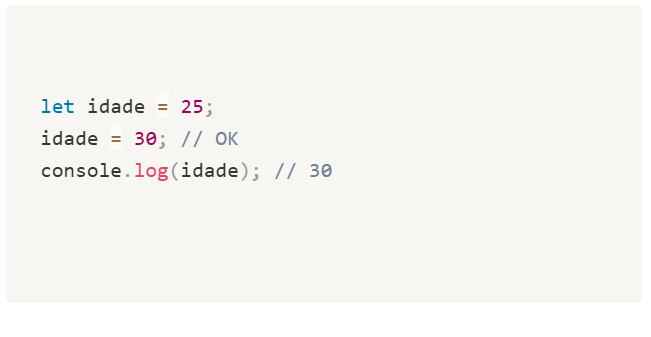 let idade = 25;
idade = 30; // OK
console.log(idade); // 30